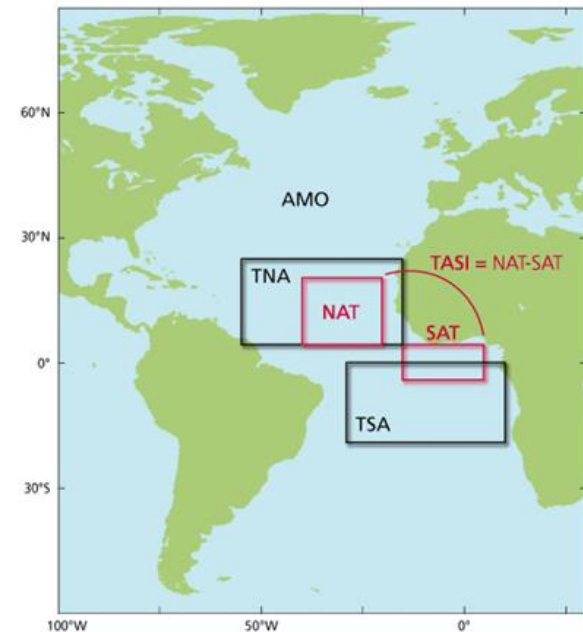 60°N
AMO
30°N
TASI = NAT-SAT
TNA
NAT
SAT
0°
TSA
30°S
100°W 50°W 0°